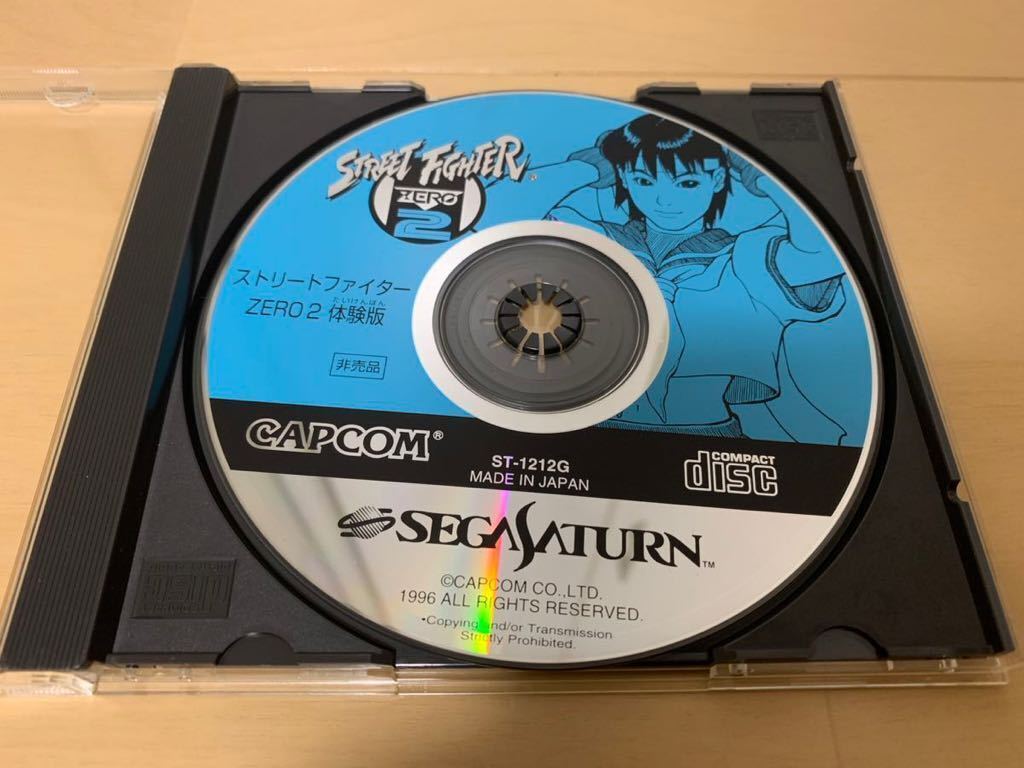 STREET FIGHTER®
ZERO
2
ストリートファイター
たいけんばん
ZERO 2 体験版
非売品
CAPCOM®
ST-1212G
MADE IN JAPAN
COMPACT
disc
SEGA SATURN™
©CAPCOM CO.,LTD.
1996 ALL RIGHTS RESERVED.
•Copying and/or Transmission
Strictly Prohibited.